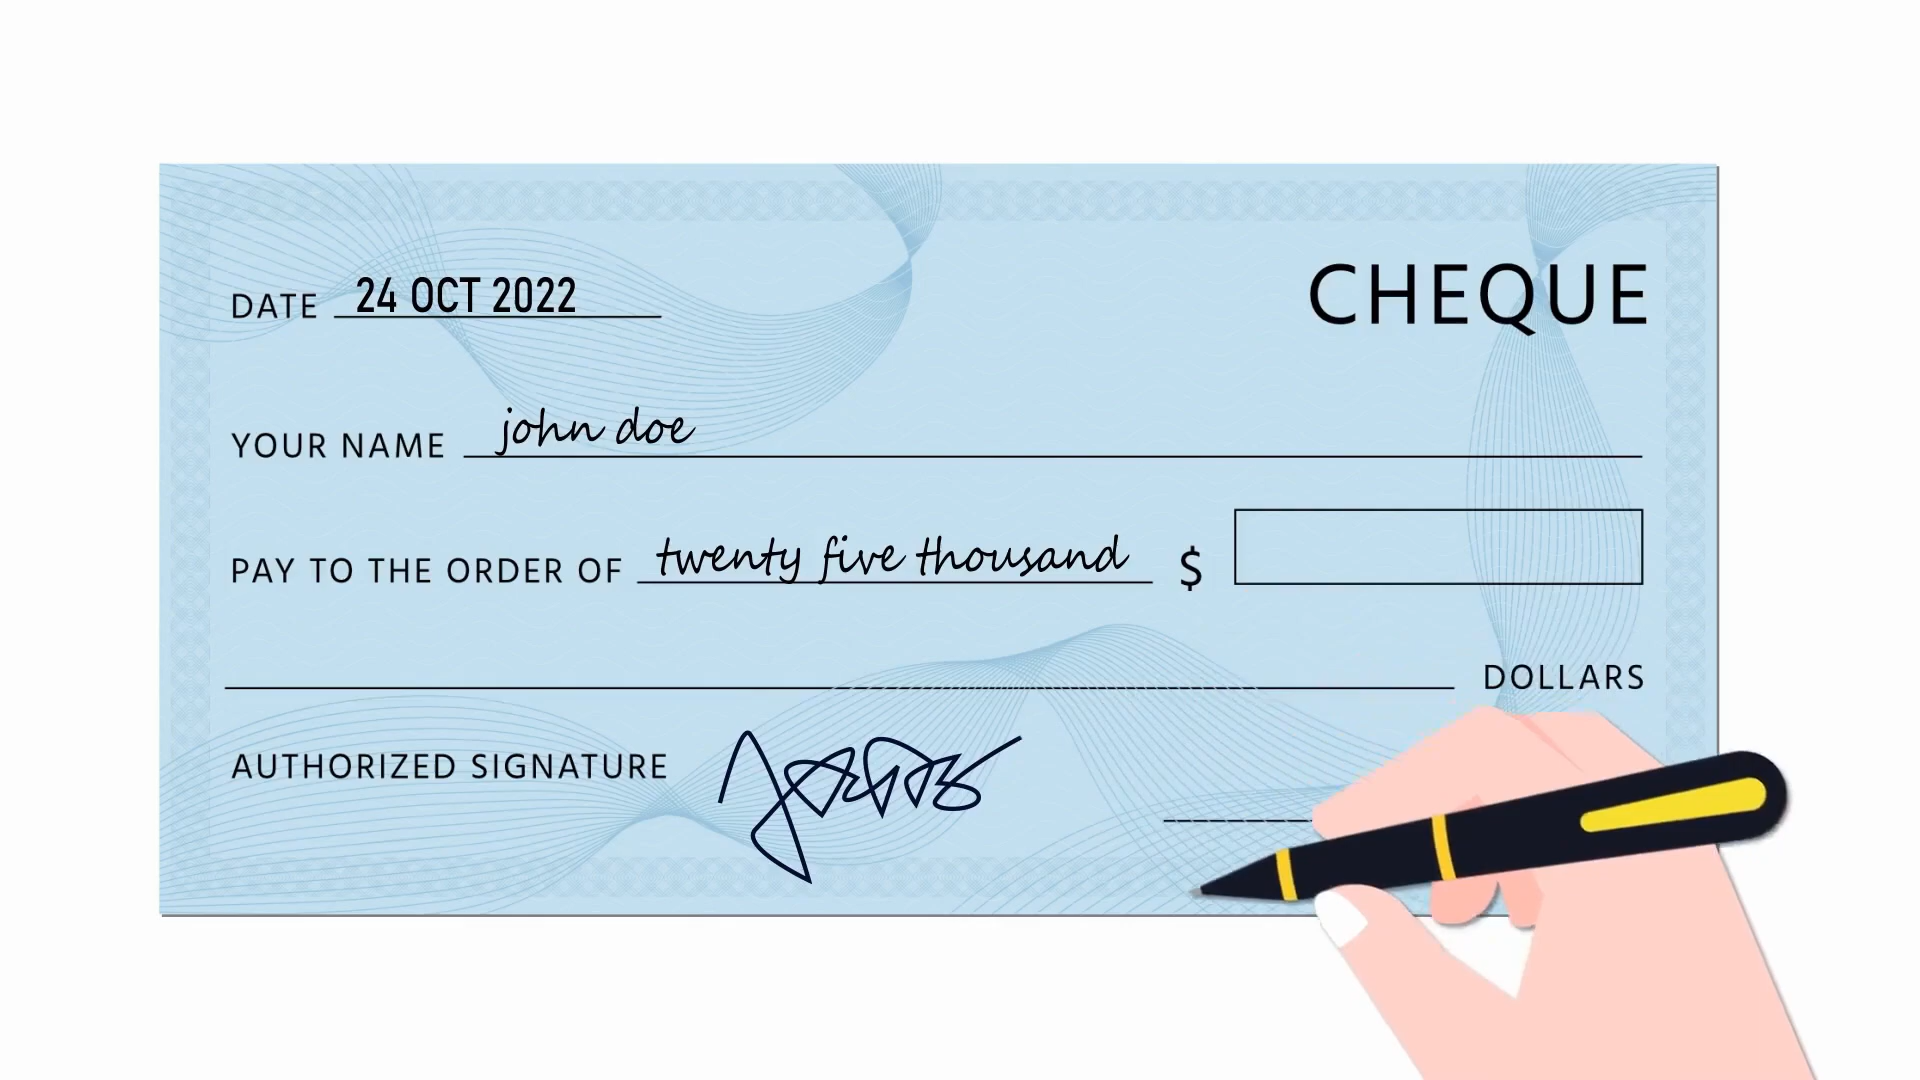 DATE 24 OCT 2022
CHEQUE
YOUR NAME john doe
PAY TO THE ORDER OF twenty five thousand $
DOLLARS
AUTHORIZED SIGNATURE